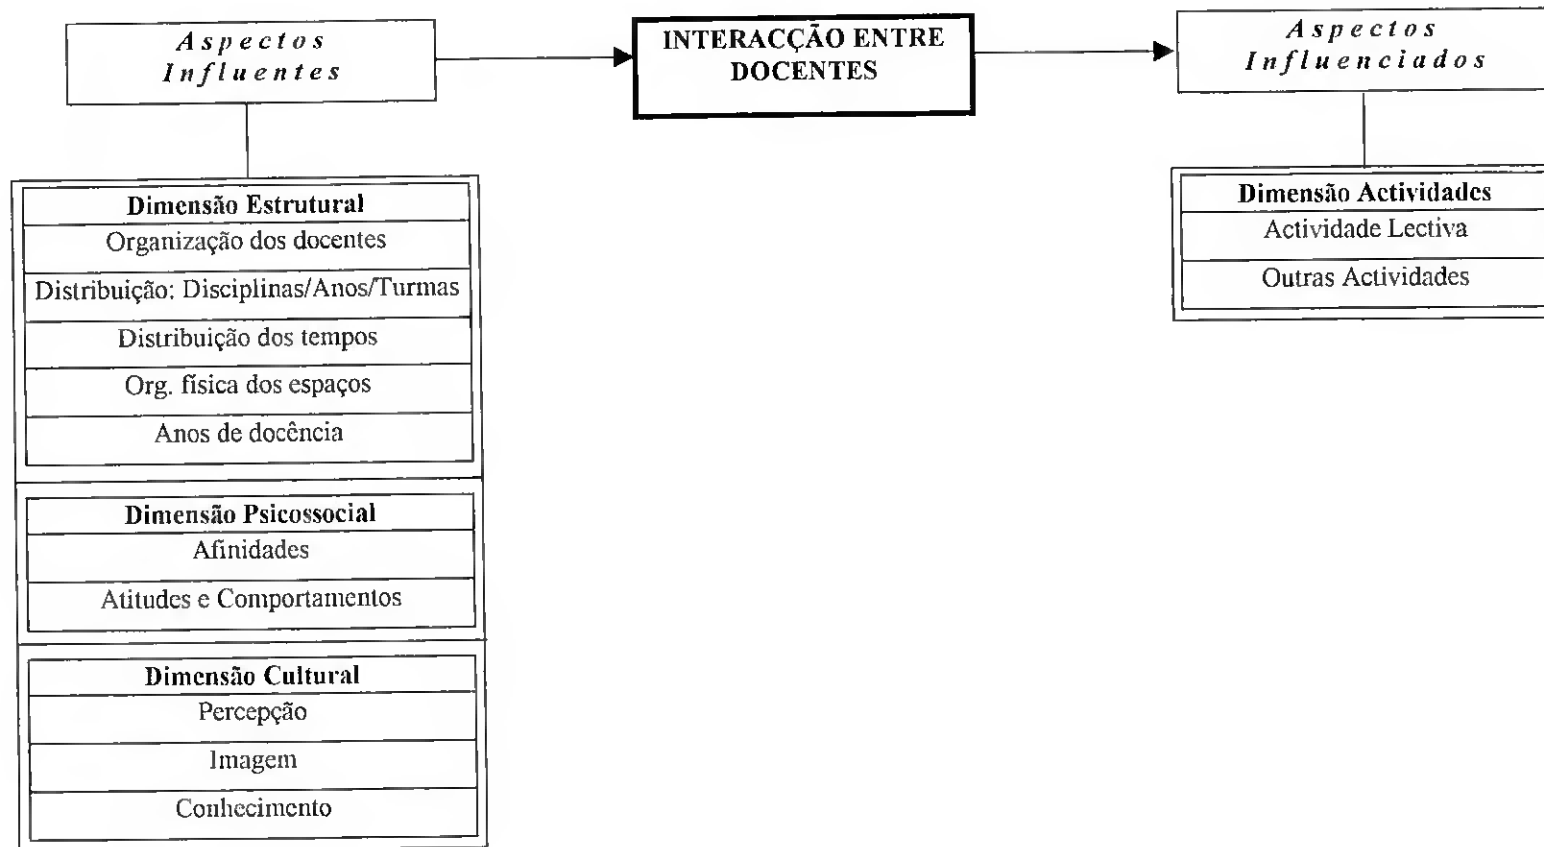 Aspectos
Influentes
INTERACÇÃO ENTRE
DOCENTES
Aspectos
Influenciados
Dimensão Estrutural
Organização dos docentes
Distribuição: Disciplinas/Anos/Turmas
Distribuição dos tempos
Org. física dos espaços
Anos de docência
Dimensão Psicossocial
Afinidades
Atitudes e Comportamentos
Dimensão Cultural
Percepção
Imagem
Conhecimento
Dimensão Actividades
Actividade Lectiva
Outras Actividades